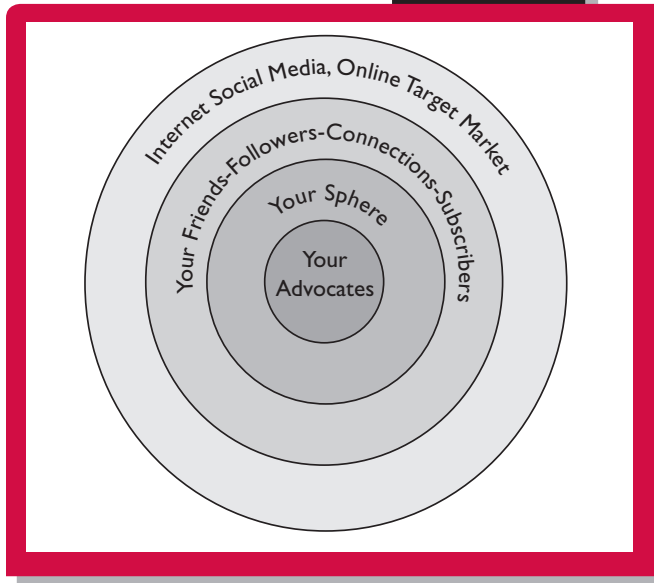 Internet Social Media, Online Target Market
Your Friends-Followers-Connections-Subscribers
Your Sphere
Your
Advocates